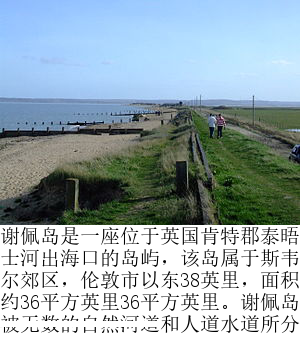 谢佩岛是一座位于英国肯特郡泰晤
士河出海口的岛屿，该岛属于斯韦
尔郊区，伦敦市以东38英里，面积
约36平方英里36平方英里。谢佩岛
被无数的自然河道和人道水道所分